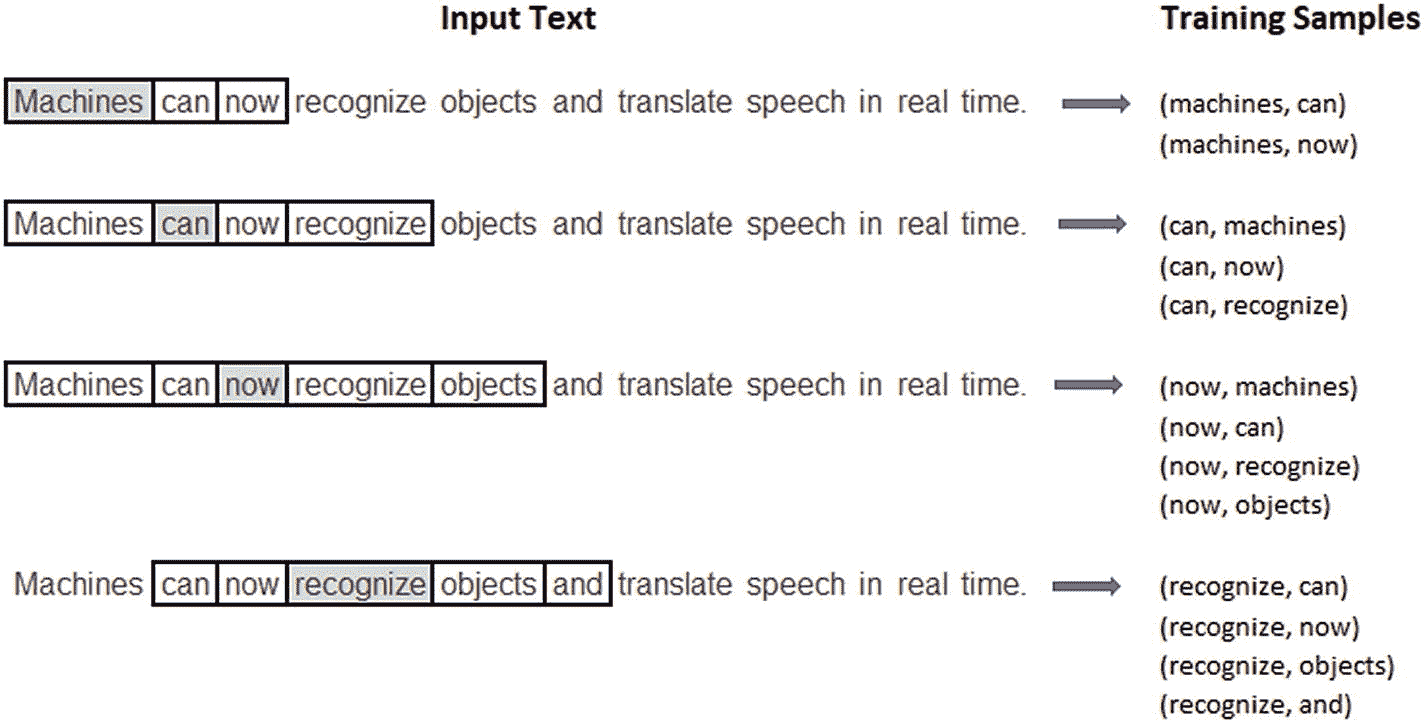 Input Text Training Samples
Machines can now recognize objects and translate speech in real time. (machines, can)
(machines, now)
Machines can now recognize objects and translate speech in real time. (can, machines)
(can, now)
(can, recognize)
Machines can now recognize objects and translate speech in real time. (now, machines)
(now, can)
(now, recognize)
(now, objects)
Machines can now recognize objects and translate speech in real time. (recognize, can)
(recognize, now)
(recognize, objects)
(recognize, and)